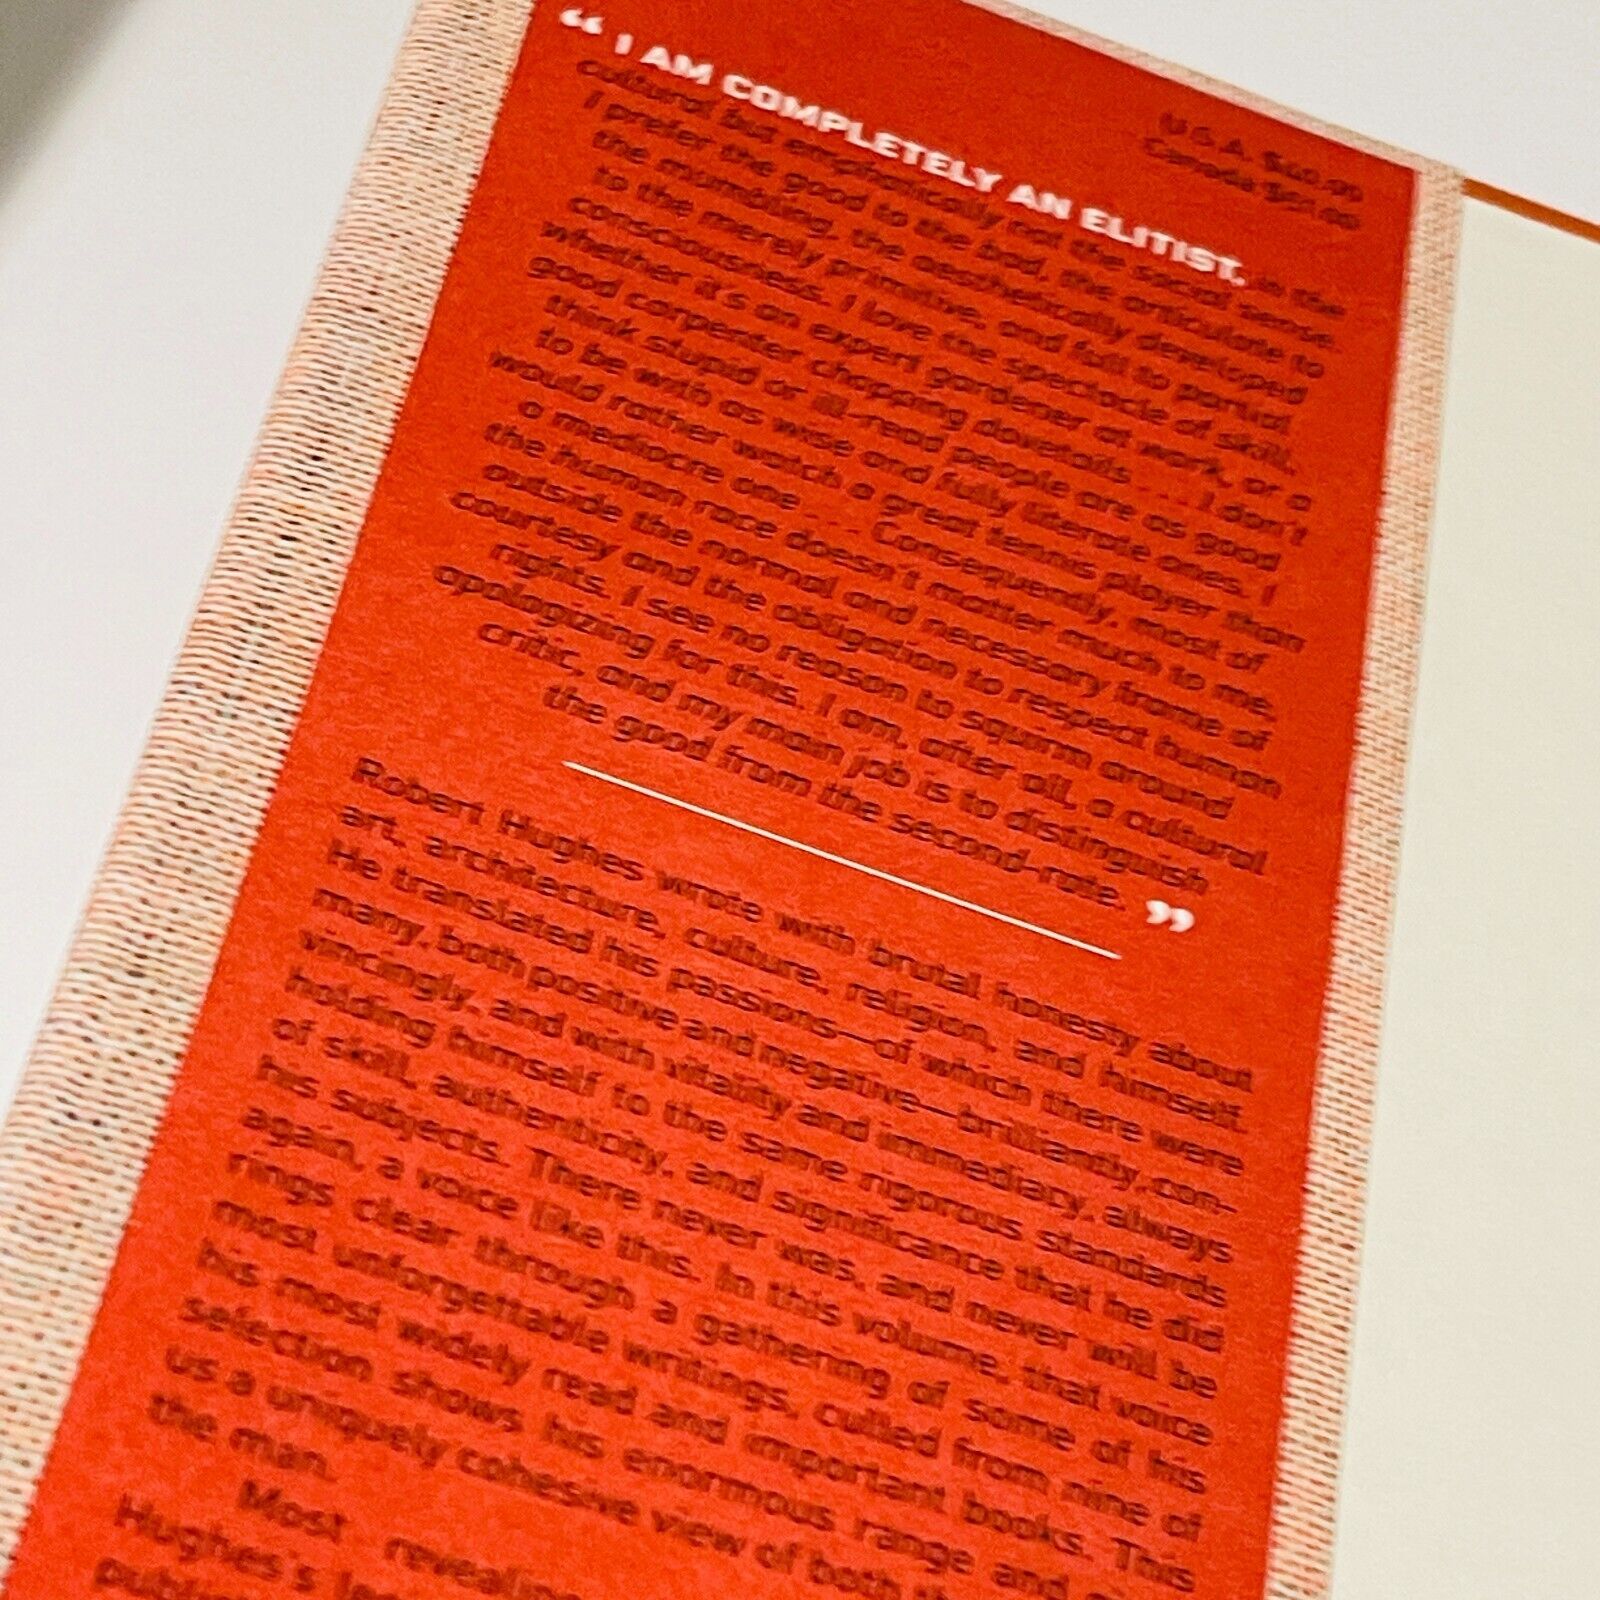 U.S.A. $40.00
“ I AM COMPLETELY AN ELITIST, in the
cultural but emphatically not the social sense.
I prefer the good to the bad, the articulate to
the mumbling, the aesthetically developed
to the merely primitive, and full to partial
consciousness. I love the spectacle of skill,
whether it's an expert gardener at work, or a
good carpenter chopping dovetails . . . I don't
think stupid or ill-read people are as good
to be with as wise and fully literate ones. I
would rather watch a great tennis player than
a mediocre one . . . Consequently, most of
the human race doesn't matter much to me,
outside the normal and necessary frame of
courtesy and the obligation to respect human
rights. I see no reason to squirm around
apologizing for this. I am, after all, a cultural
critic, and my main job is to distinguish
the good from the second-rate. ”
Robert Hughes wrote with brutal honesty about
art, architecture, culture, religion, and himself.
He translated his passions—of which there were
many, both positive and negative—brilliantly, con-
vincingly, and with vitality and immediacy, always
holding himself to the same rigorous standards
of skill, authenticity, and significance that he did
his subjects. There never was, and never will be
again, a voice like this. In this volume, that voice
rings clear through a gathering of some of his
most unforgettable writings, culled from nine of
his most widely read and important books. This
selection shows his enormous range and
us a uniquely cohesive view of both
the man.
Most
Hughes's